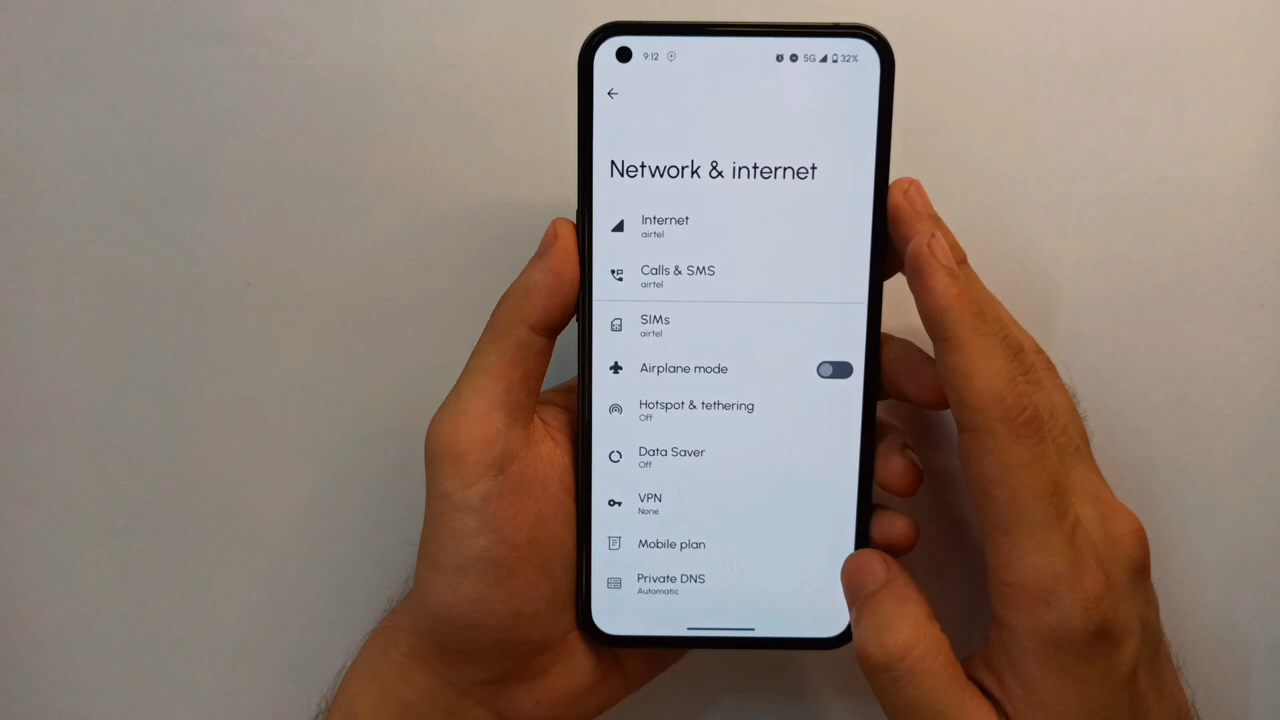 9:12 5G 32%
Network & internet
Internet
airtel
Calls & SMS
airtel
SIMs
airtel
Airplane mode
Hotspot & tethering
Off
Data Saver
Off
VPN
None
Mobile plan
Private DNS
Automatic